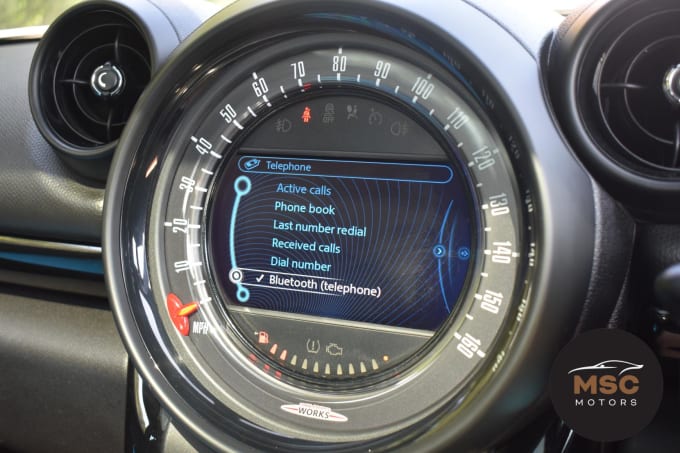 10
20
30
40
50
60
70
80
90
100
110
120
130
140
150
160
MPH
Telephone
Active calls
Phone book
Last number redial
Received calls
Dial number
✓ Bluetooth (telephone)
WORKS
MSC
MOTORS